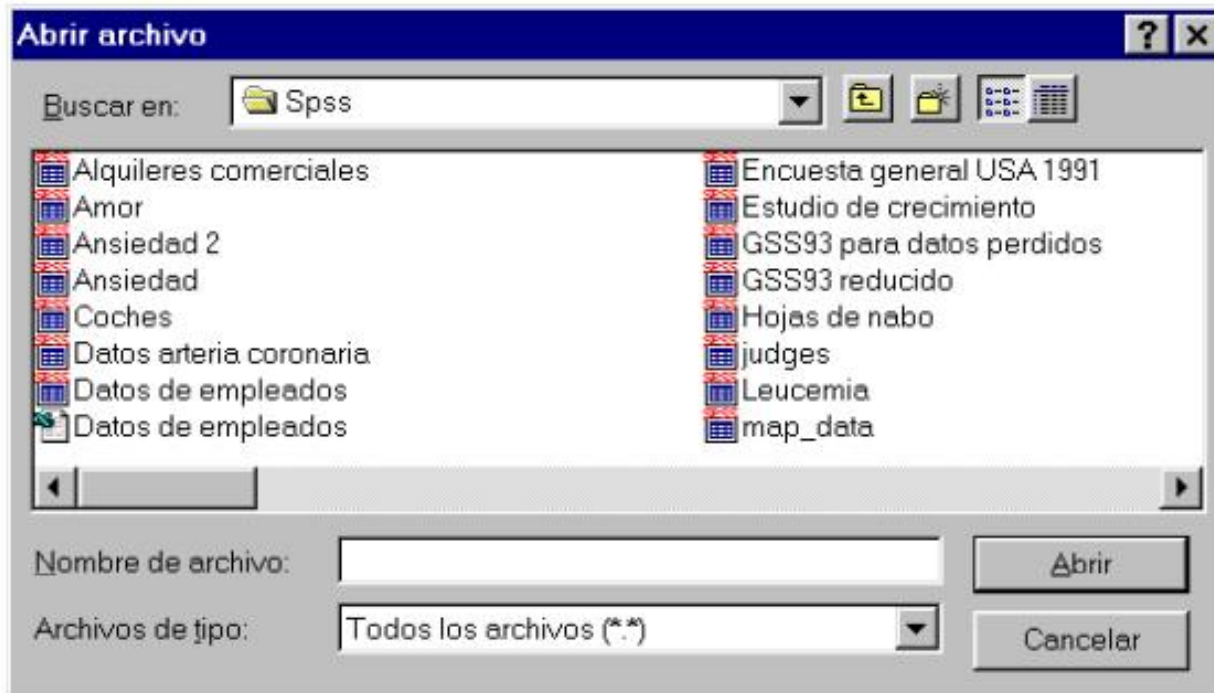 Abrir archivo
Buscar en: Spss
Alquileres comerciales
Amor
Ansiedad 2
Ansiedad
Coches
Datos arteria coronaria
Datos de empleados
Datos de empleados
Encuesta general USA 1991
Estudio de crecimiento
GSS93 para datos perdidos
GSS93 reducido
Hojas de nabo
judges
Leucemia
map_data
Nombre de archivo: Abrir
Archivos de tipo: Todos los archivos (*.*) Cancelar